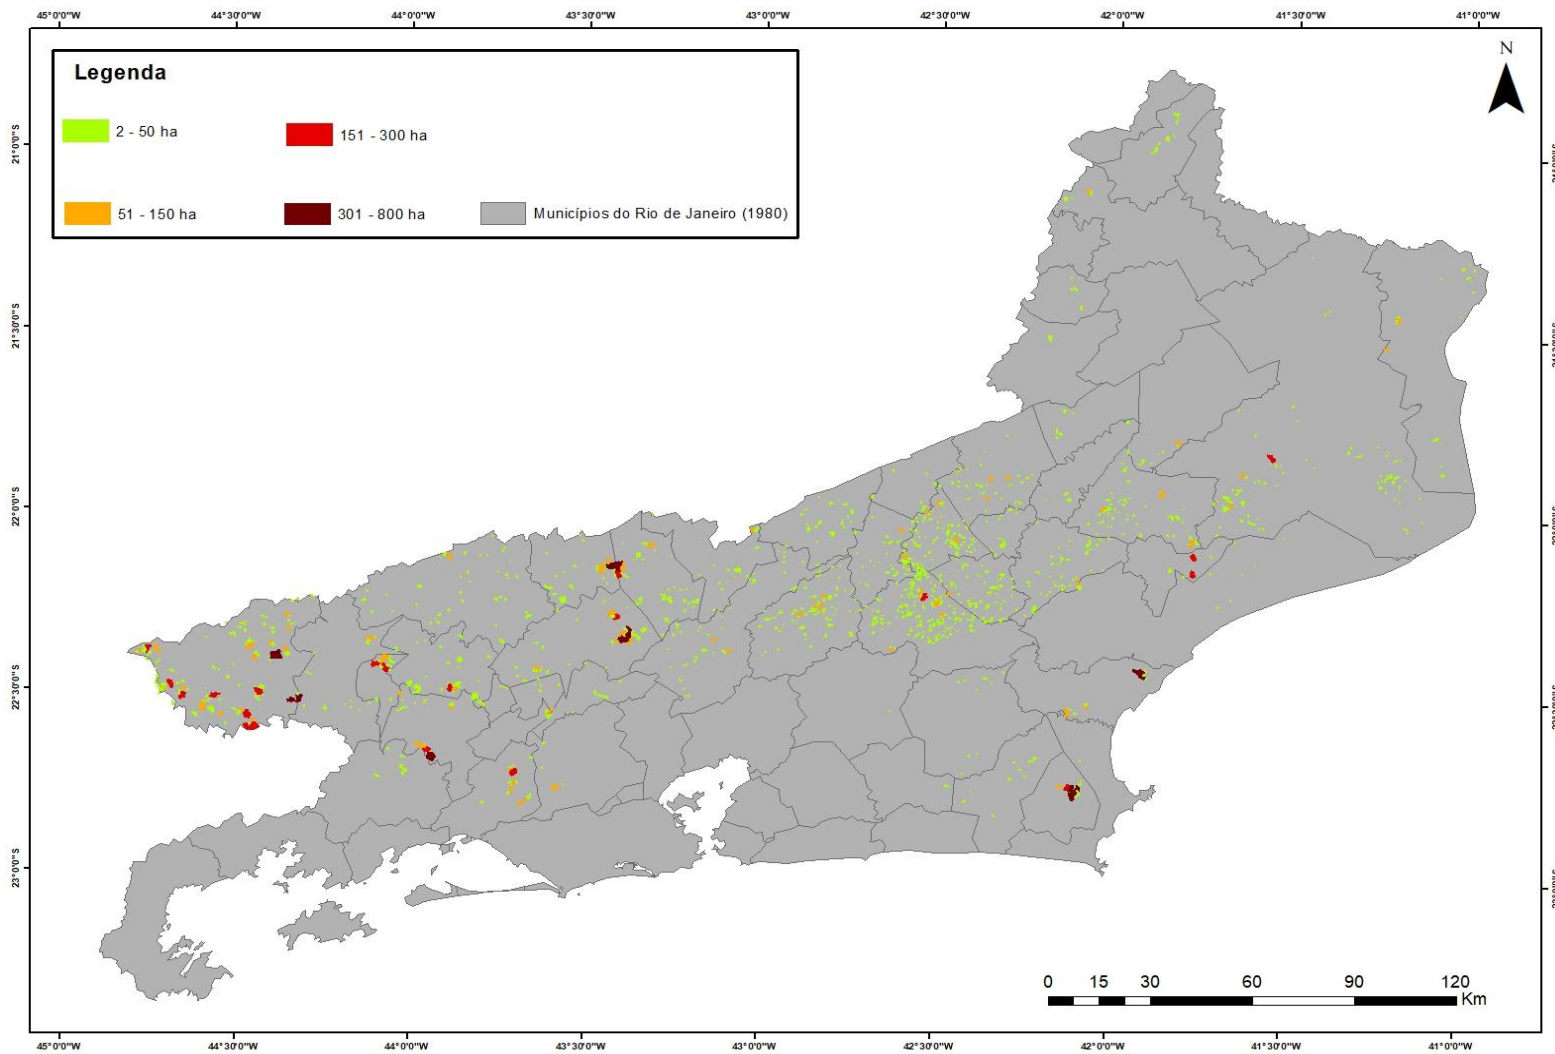 45°0'0"W 44°30'0"W 44°0'0"W 43°30'0"W 43°0'0"W 42°30'0"W 42°0'0"W 41°30'0"W 41°0'0"W
N
Legenda
2 - 50 ha
151 - 300 ha
51 - 150 ha
301 - 800 ha
Municípios do Rio de Janeiro (1980)
21°0'0"S
21°30'0"S
22°0'0"S
22°30'0"S
23°0'0"S
0 15 30 60 90 120
Km
45°0'0"W 44°30'0"W 44°0'0"W 43°30'0"W 43°0'0"W 42°30'0"W 42°0'0"W 41°30'0"W 41°0'0"W